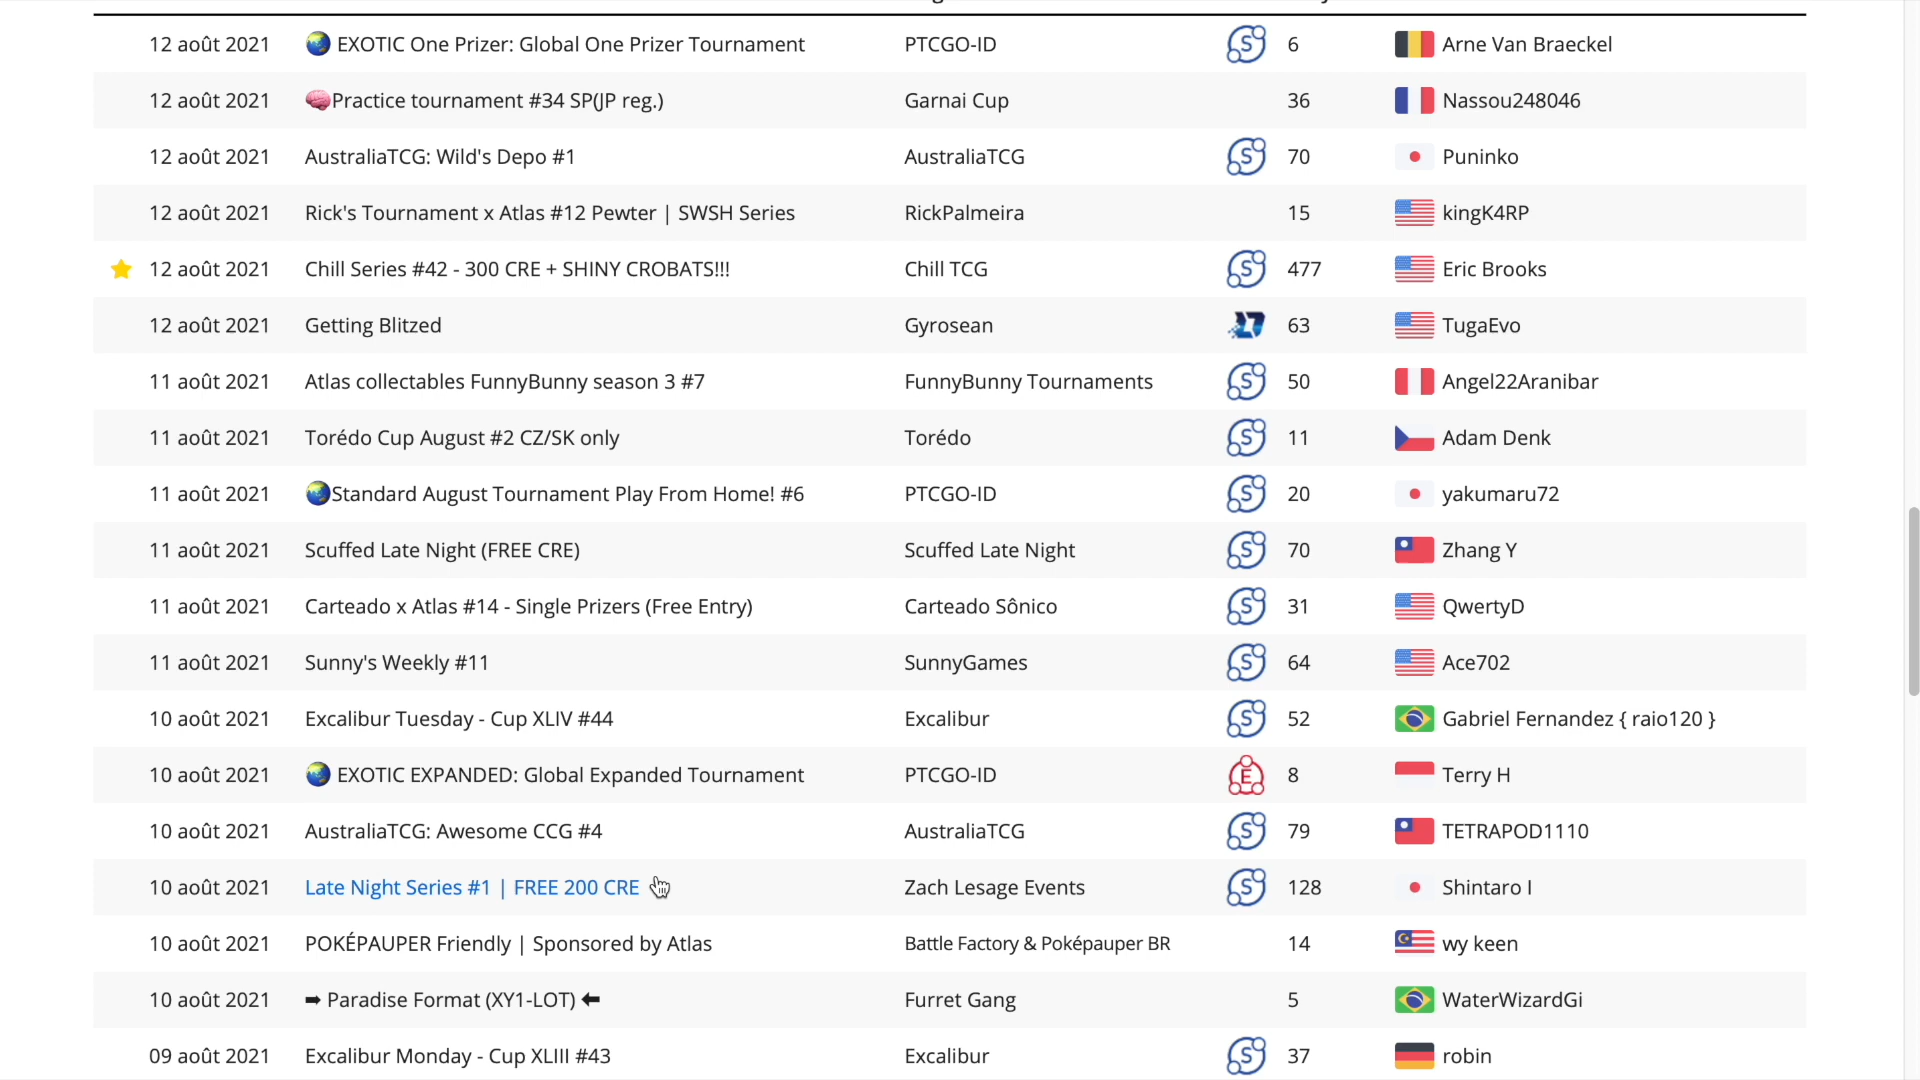 12 août 2021 EXOTIC One Prizer: Global One Prizer Tournament PTCGO-ID S 6 Arne Van Braeckel
12 août 2021 Practice tournament #34 SP(JP reg.) Garnai Cup 36 Nassou248046
12 août 2021 AustraliaTCG: Wild's Depo #1 AustraliaTCG S 70 Puninko
12 août 2021 Rick's Tournament x Atlas #12 Pewter | SWSH Series RickPalmeira 15 kingK4RP
12 août 2021 Chill Series #42 - 300 CRE + SHINY CROBATS!!! Chill TCG S 477 Eric Brooks
12 août 2021 Getting Blitzed Gyrosean 63 TugaEvo
11 août 2021 Atlas collectables FunnyBunny season 3 #7 FunnyBunny Tournaments S 50 Angel22Aranibar
11 août 2021 Torédo Cup August #2 CZ/SK only Torédo S 11 Adam Denk
11 août 2021 Standard August Tournament Play From Home! #6 PTCGO-ID S 20 yakumaru72
11 août 2021 Scuffed Late Night (FREE CRE) Scuffed Late Night S 70 Zhang Y
11 août 2021 Carteado x Atlas #14 - Single Prizers (Free Entry) Carteado Sônico S 31 QwertyD
11 août 2021 Sunny's Weekly #11 SunnyGames S 64 Ace702
10 août 2021 Excalibur Tuesday - Cup XLIV #44 Excalibur S 52 Gabriel Fernandez { raio120 }
10 août 2021 EXOTIC EXPANDED: Global Expanded Tournament PTCGO-ID E 8 Terry H
10 août 2021 AustraliaTCG: Awesome CCG #4 AustraliaTCG S 79 TETRAPOD1110
10 août 2021 Late Night Series #1 | FREE 200 CRE Zach Lesage Events S 128 Shintaro I
10 août 2021 POKÉPAUPER Friendly | Sponsored by Atlas Battle Factory & Poképauper BR 14 wy keen
10 août 2021 ➡ Paradise Format (XY1-LOT) ⬅ Furret Gang 5 WaterWizardGi
09 août 2021 Excalibur Monday - Cup XLIII #43 Excalibur S 37 robin